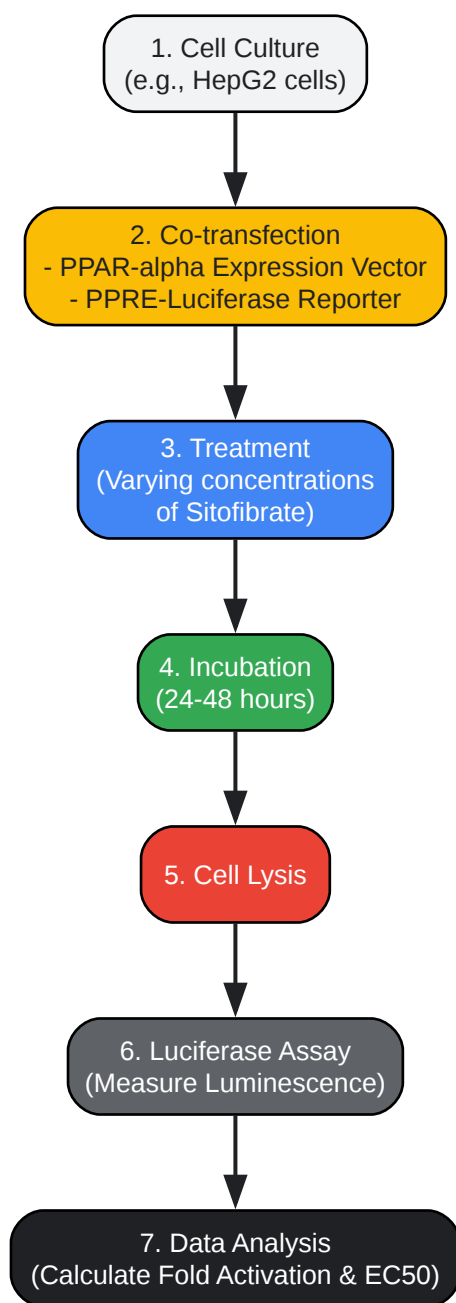 1. Cell Culture
(e.g., HepG2 cells)
2. Co-transfection
- PPAR-alpha Expression Vector
- PPRE-Luciferase Reporter
3. Treatment
(Varying concentrations
of Sitofibrate)
4. Incubation
(24-48 hours)
5. Cell Lysis
6. Luciferase Assay
(Measure Luminescence)
7. Data Analysis
(Calculate Fold Activation & EC50)